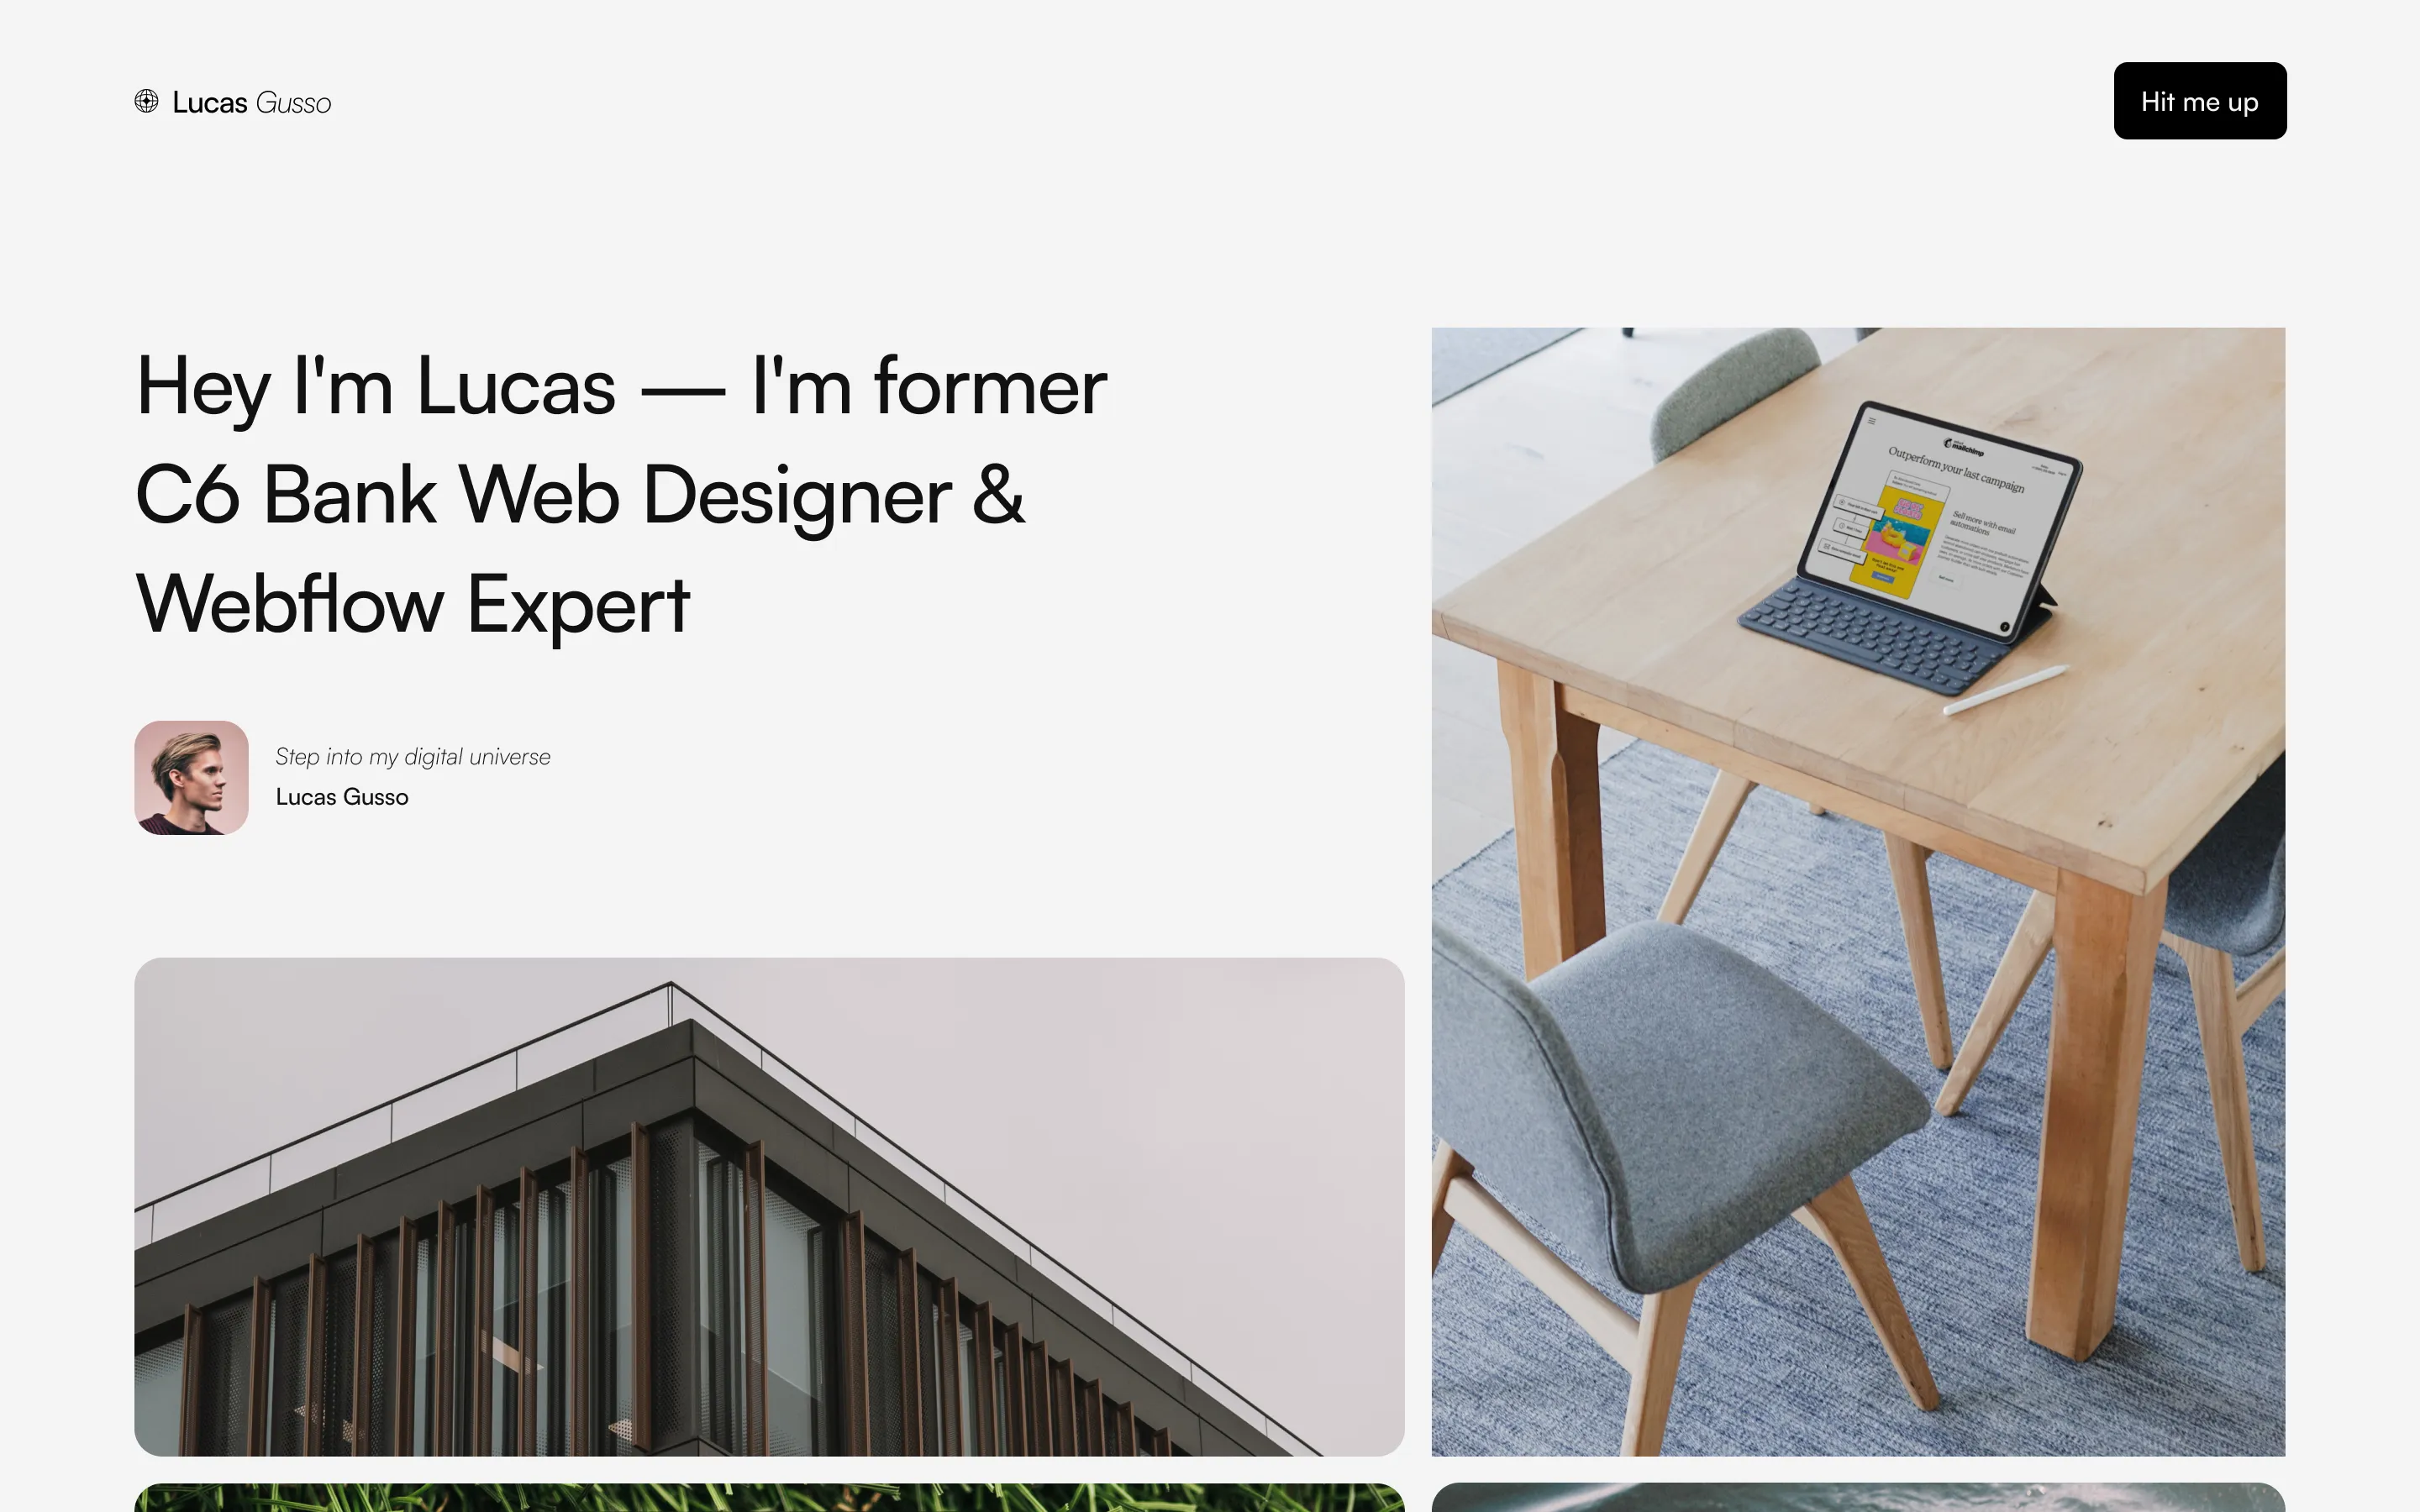 Lucas Gusso
Hit me up
Hey I'm Lucas — I'm former
C6 Bank Web Designer &
Webflow Expert
Step into my digital universe
Lucas Gusso
mailchimp
Outperform your last campaign
Sell more with email
automations